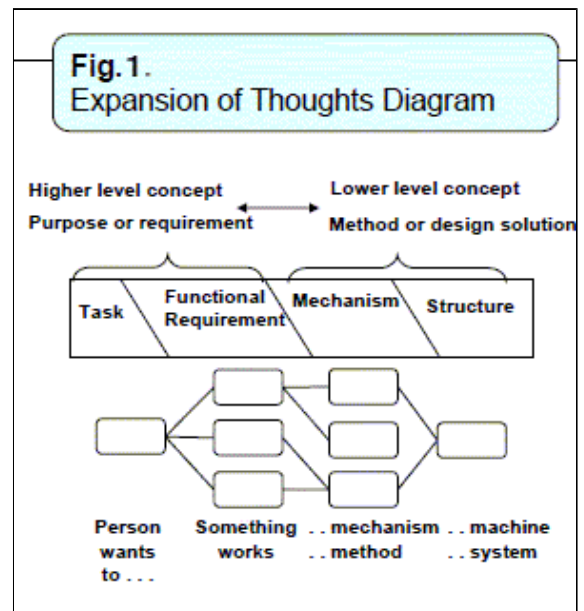 Fig.1.
Expansion of Thoughts Diagram
Higher level concept
Purpose or requirement
Lower level concept
Method or design solution
Task
Functional
Requirement
Mechanism
Structure
Person
wants
to . . .
Something
works
. . mechanism
. . method
. . machine
. . system